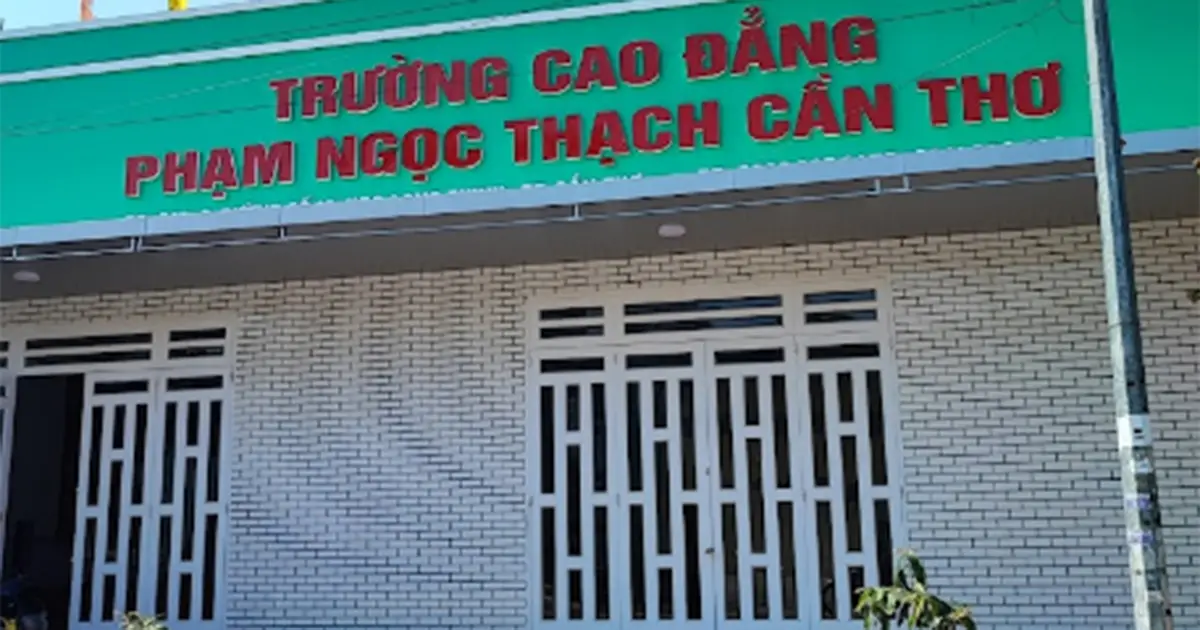 TRƯỜNG CAO ĐẲNG
PHẠM NGỌC THẠCH CẦN THƠ